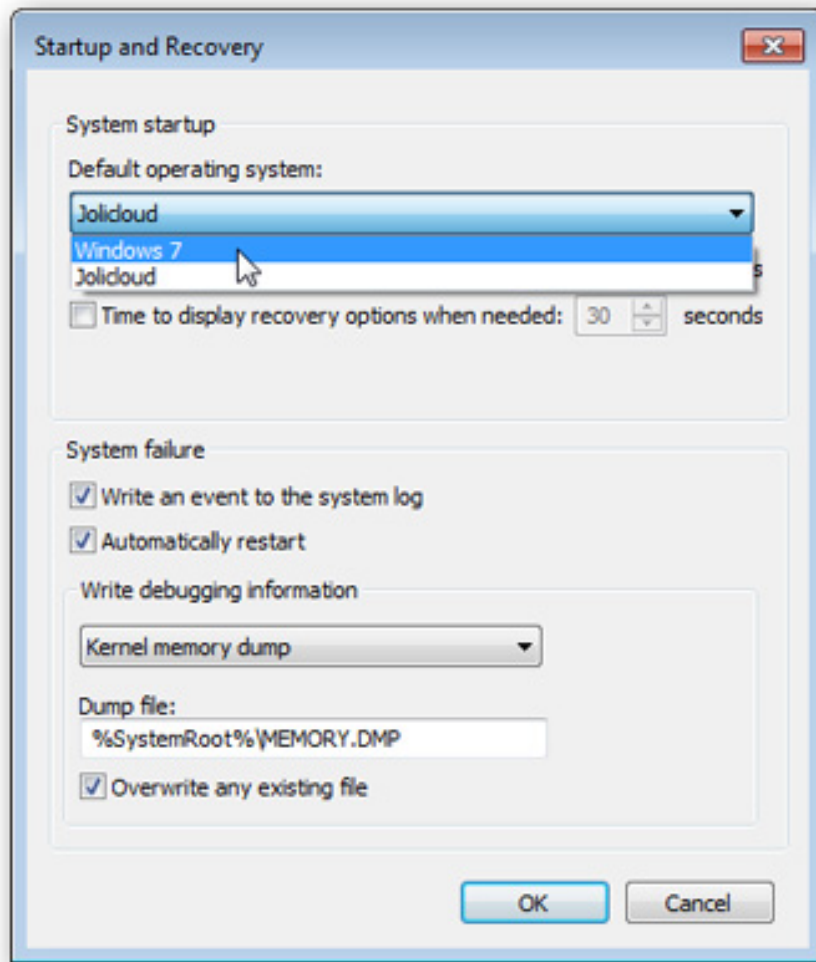 Startup and Recovery
System startup
Default operating system:
Jolicloud
Windows 7
Jolicloud
Time to display recovery options when needed: 30 seconds
System failure
Write an event to the system log
Automatically restart
Write debugging information
Kernel memory dump
Dump file:
%SystemRoot%\MEMORY.DMP
Overwrite any existing file
OK Cancel